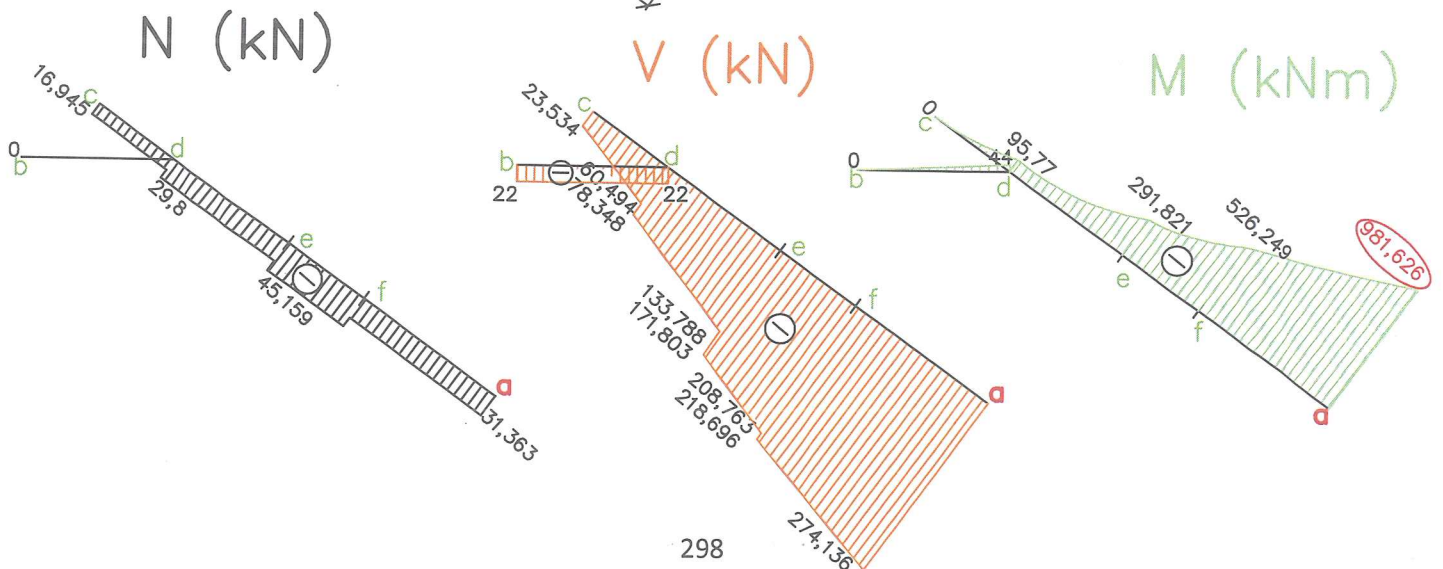 *
N (kN)
16,945
c
0
b
d
29,8
e
45,159
f
a
31,363
V (kN)
23,534
c
b
d
22
60,494
78,348
22
e
133,788
171,803
f
208,763
218,696
a
274,136
M (kNm)
0
c
95,77
0
b
44
d
291,821
526,249
981,626
e
f
a
298